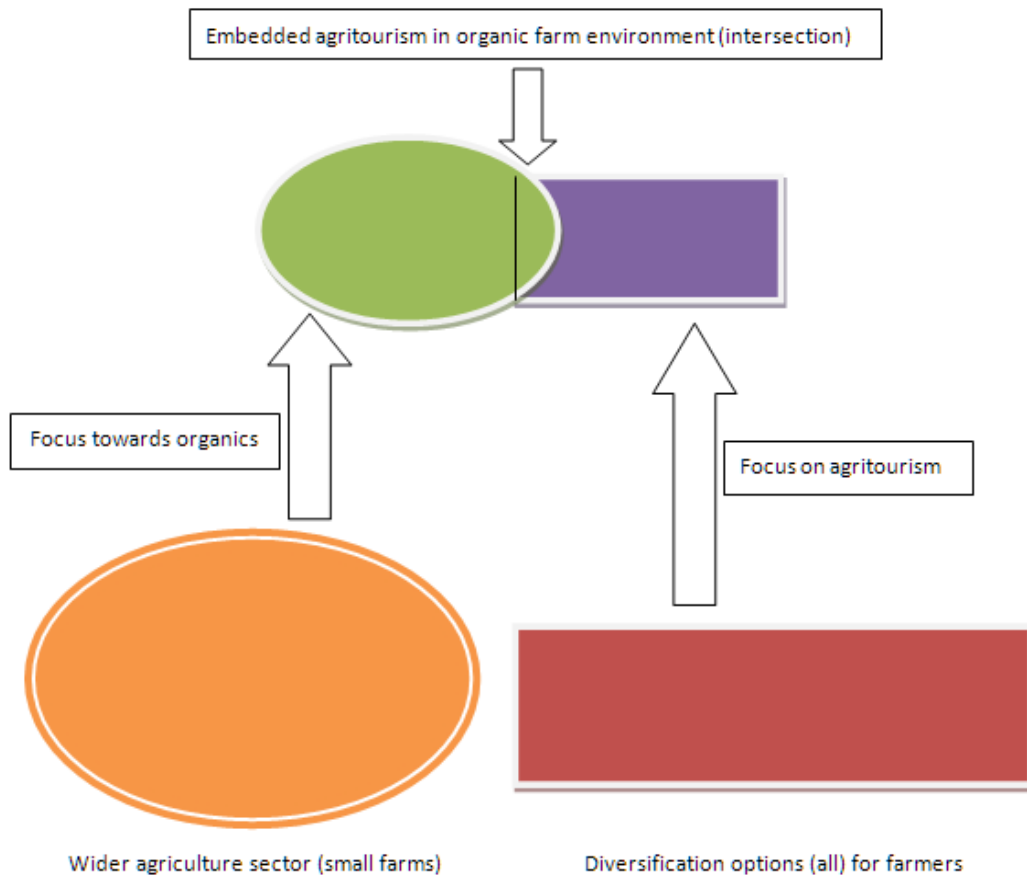 Embedded agritourism in organic farm environment (intersection)
Focus towards organics
Focus on agritourism
Wider agriculture sector (small farms)
Diversification options (all) for farmers